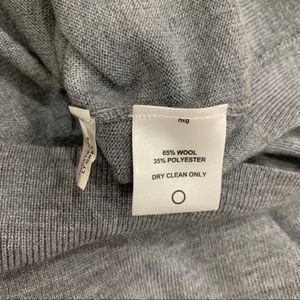 65% WOOL
35% POLYESTER
DRY CLEAN ONLY